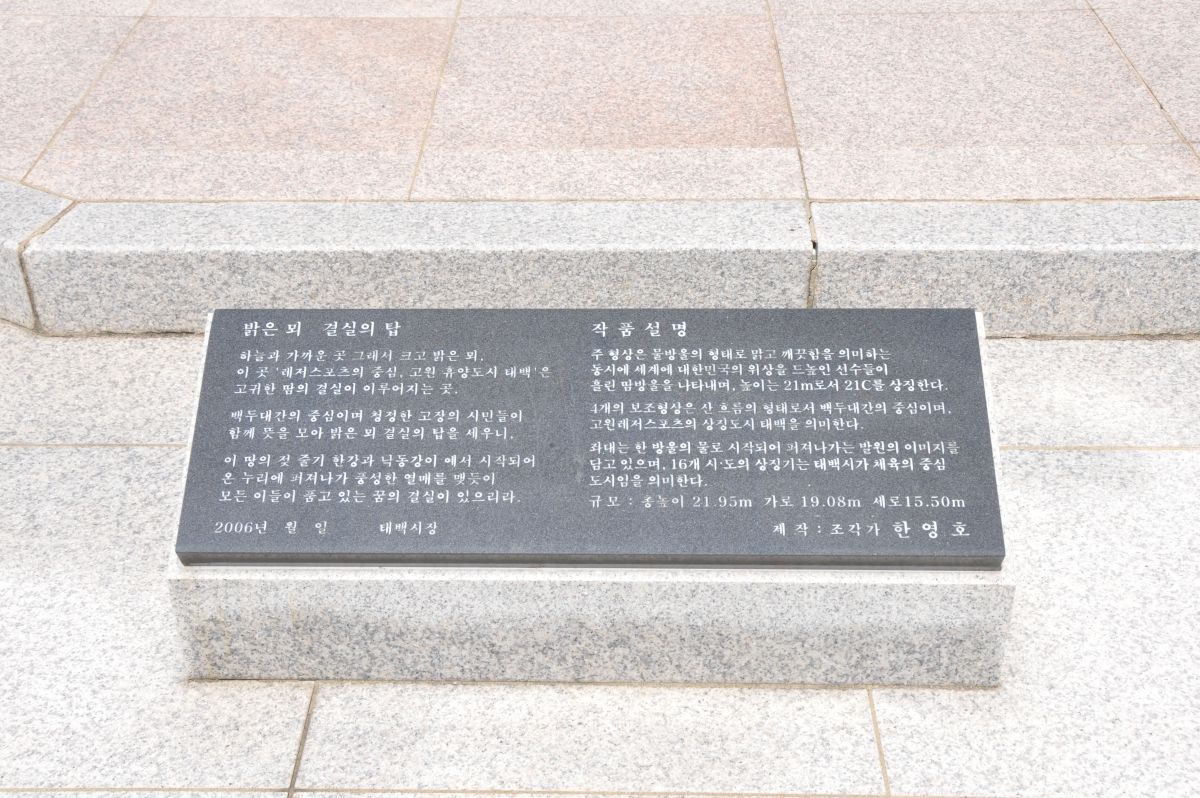 밝은 뫼 결실의 탑
하늘과 가까운 곳 그래서 크고 밝은 뫼,
이 곳 '레저스포츠의 중심, 고원 휴양도시 태백'은
고귀한 땀의 결실이 이루어지는 곳.
백두대간의 중심이며 청정한 고장의 시민들이
함께 뜻을 모아 밝은 뫼 결실의 탑을 세우니,
이 땅의 젖 줄기 한강과 낙동강이 에서 시작되어
온 누리에 퍼져나가 풍성한 열매를 맺듯이
모든 이들이 품고 있는 꿈의 결실이 있으리라.
2006년 월 일 태백시장
작품설명
주 형상은 물방울의 형태로 맑고 깨끗함을 의미하는
동시에 세계에 대한민국의 위상을 드높인 선수들이
흘린 땀방울을 나타내며, 높이는 21m로서 21C를 상징한다.
4개의 보조형상은 산 흐름의 형태로서 백두대간의 중심이며,
고원레저스포츠의 상징도시 태백을 의미한다.
좌대는 한 방울의 물로 시작되어 퍼져나가는 발원의 이미지를
담고 있으며, 16개 시·도의 상징기는 태백시가 체육의 중심
도시임을 의미한다.
규모 : 총높이 21.95m 가로 19.08m 세로15.50m
제작 : 조각가 한영호